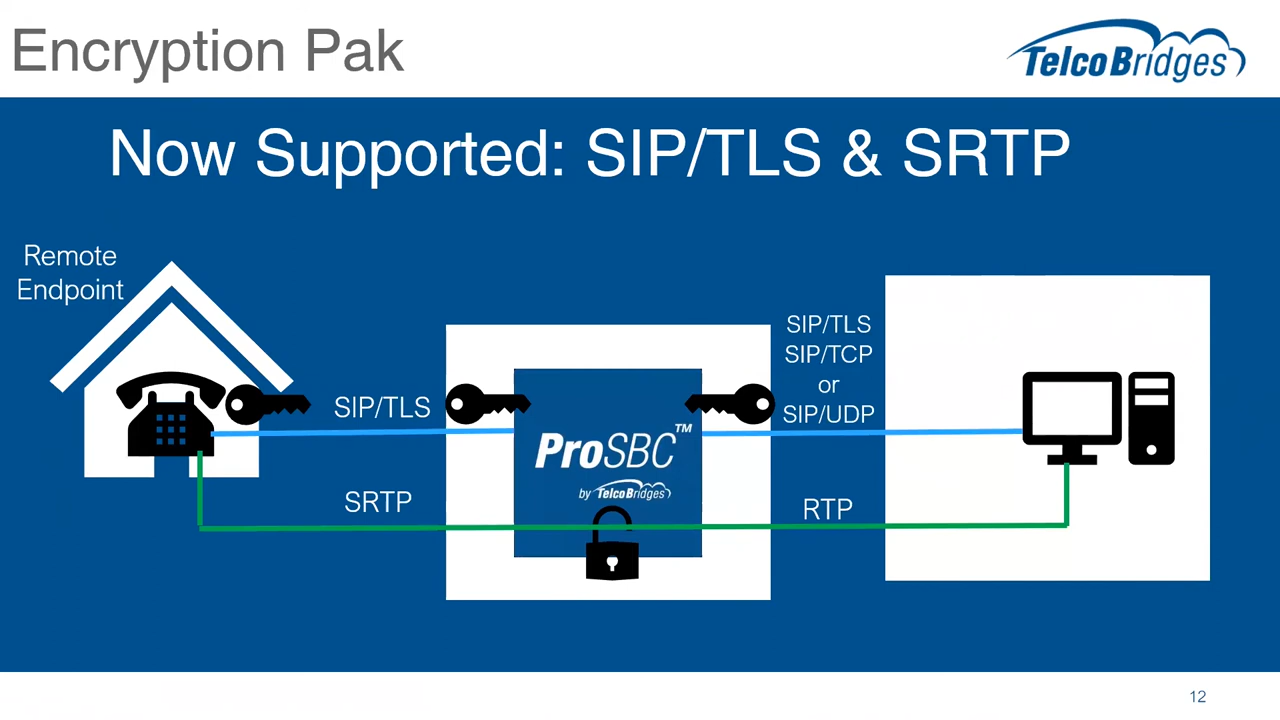 Encryption Pak
TelcoBridges
Now Supported: SIP/TLS & SRTP
Remote
Endpoint
SIP/TLS
SIP/TLS
SIP/TCP
or
SIP/UDP
ProSBC™
by TelcoBridges
SRTP
RTP
12